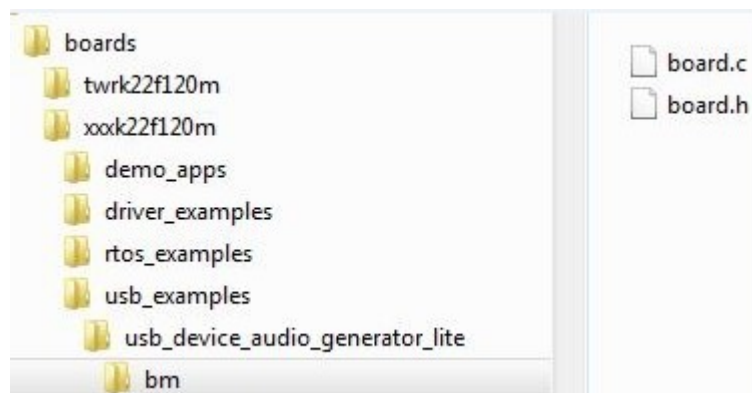 boards
twrk22f120m
xxxk22f120m
demo_apps
driver_examples
rtos_examples
usb_examples
usb_device_audio_generator_lite
bm
board.c
board.h